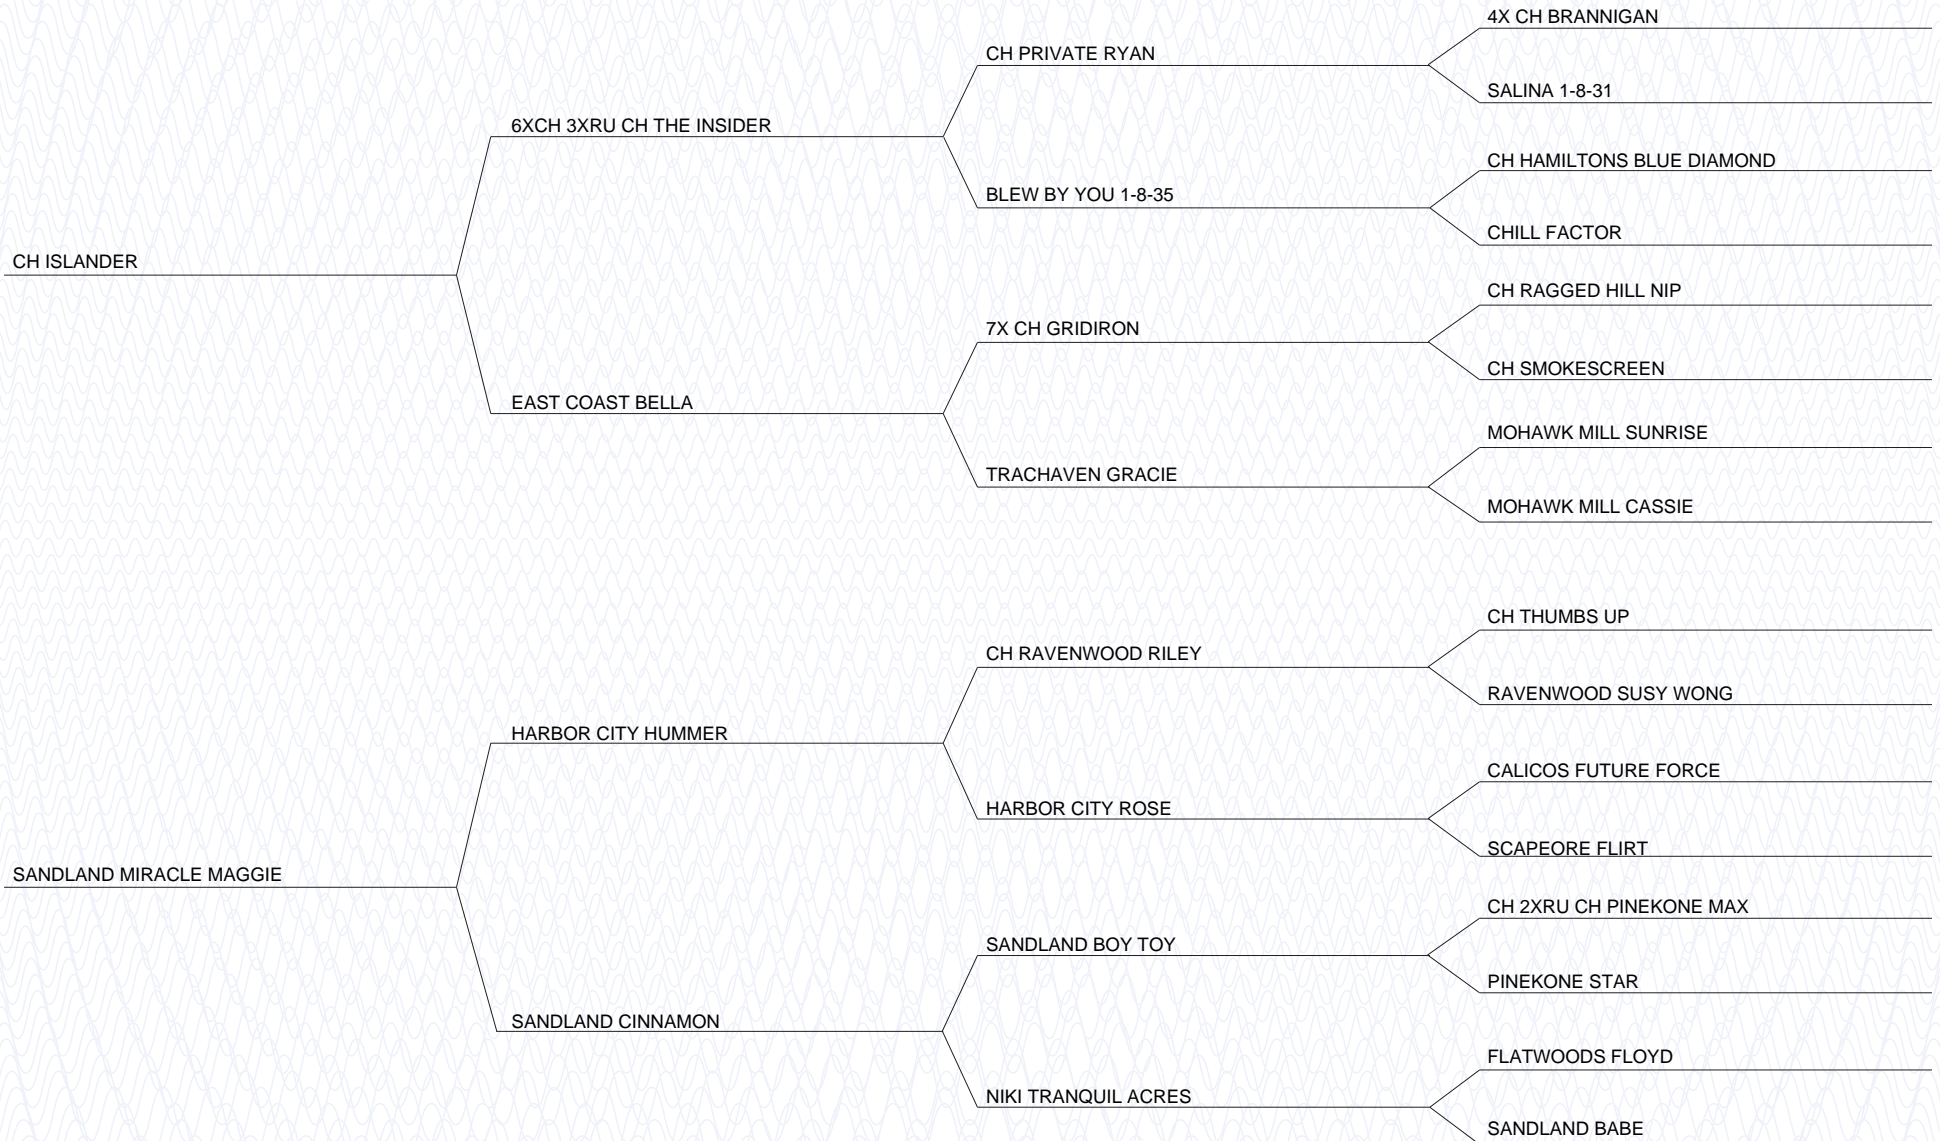 4X CH BRANNIGAN
CH PRIVATE RYAN
SALINA 1-8-31
6XCH 3XRU CH THE INSIDER
CH HAMILTONS BLUE DIAMOND
BLEW BY YOU 1-8-35
CHILL FACTOR
CH ISLANDER
CH RAGGED HILL NIP
7X CH GRIDIRON
CH SMOKESCREEN
EAST COAST BELLA
MOHAWK MILL SUNRISE
TRACHAVEN GRACIE
MOHAWK MILL CASSIE
CH THUMBS UP
CH RAVENWOOD RILEY
RAVENWOOD SUSY WONG
HARBOR CITY HUMMER
CALICOS FUTURE FORCE
HARBOR CITY ROSE
SCAPEORE FLIRT
SANDLAND MIRACLE MAGGIE
CH 2XRU CH PINEKONE MAX
SANDLAND BOY TOY
PINEKONE STAR
SANDLAND CINNAMON
FLATWOODS FLOYD
NIKI TRANQUIL ACRES
SANDLAND BABE